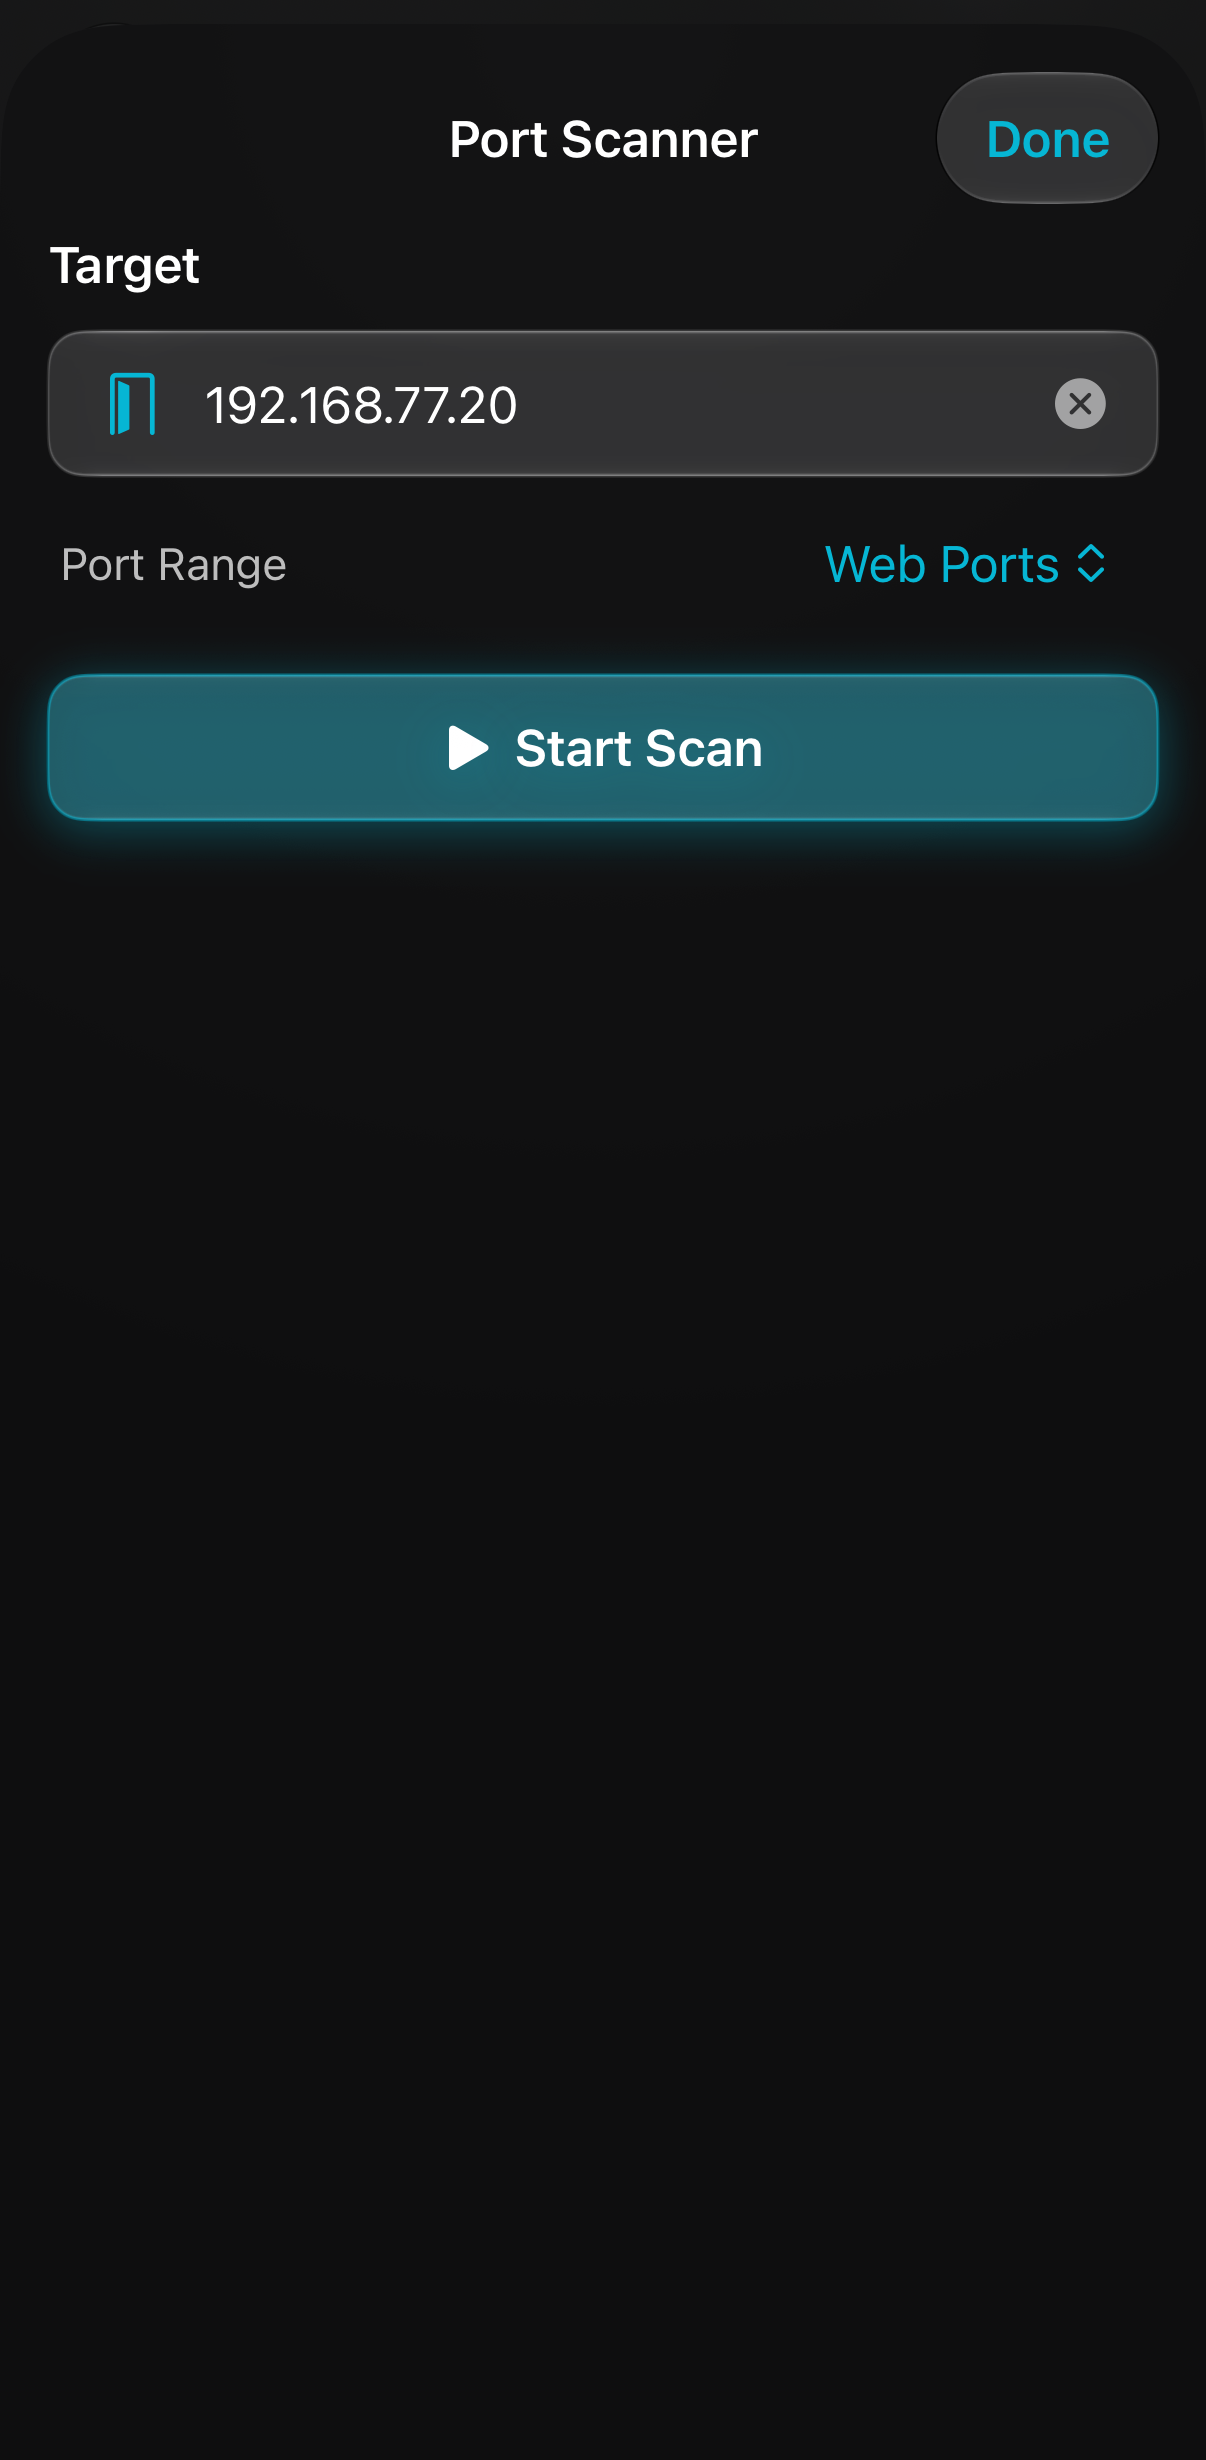 Port Scanner
Done
Target
192.168.77.20
Port Range
Web Ports
Start Scan